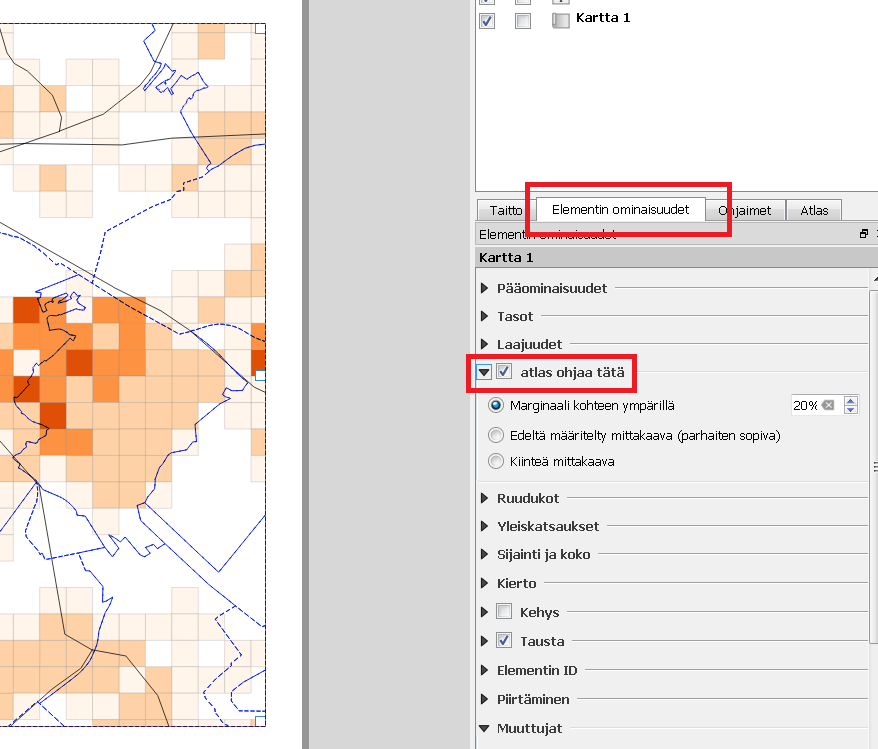 Kartta 1
Taitto Elementin ominaisuudet Ohjaimet Atlas
Elementin ominaisuudet
Kartta 1
Pääominaisuudet
Tasot
Laajuudet
atlas ohjaa tätä
Marginaali kohteen ympärillä 20%
Edeltä määritelty mittakaava (parhaiten sopiva)
Kiinteä mittakaava
Ruudukot
Yleiskatsaukset
Sijainti ja koko
Kierto
Kehys
Tausta
Elementin ID
Piirtäminen
Muuttujat